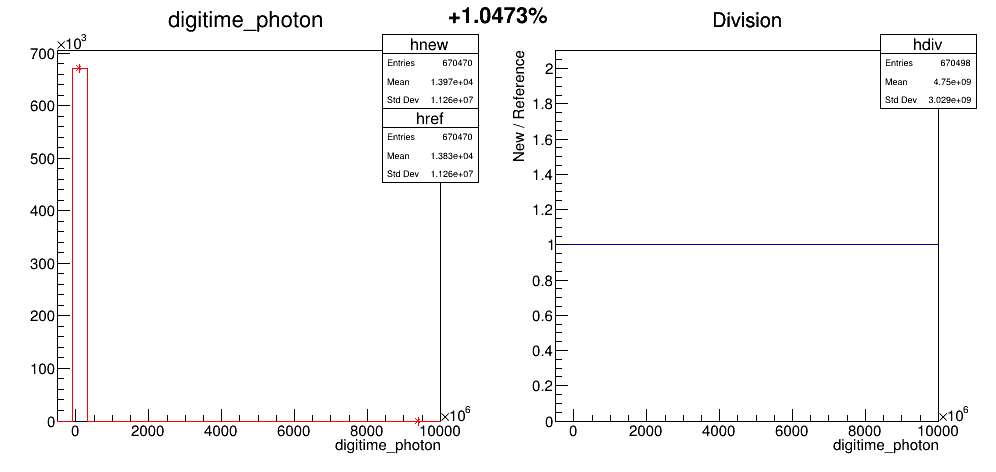 +1.0473%
digitime_photon
×10³
700
600
500
400
300
200
100
0
hnew
Entries 670470
Mean 1.397e+04
Std Dev 1.126e+07
href
Entries 670470
Mean 1.383e+04
Std Dev 1.126e+07
0 2000 4000 6000 8000 10000
×10⁶
digitime_photon
Division
New / Reference
2
1.8
1.6
1.4
1.2
1
0.8
0.6
0.4
0.2
0
hdiv
Entries 670498
Mean 4.75e+09
Std Dev 3.029e+09
0 2000 4000 6000 8000 10000
×10⁶
digitime_photon